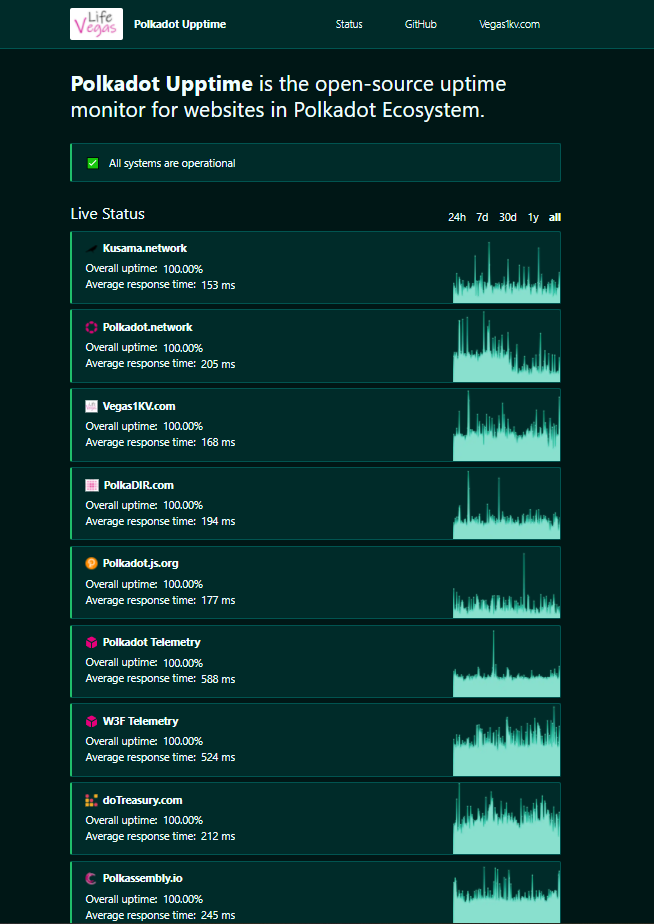 Life
Vegas
Polkadot Upptime
Status
GitHub
Vegas1kv.com
Polkadot Upptime is the open-source uptime
monitor for websites in Polkadot Ecosystem.
✅ All systems are operational
Live Status
24h 7d 30d 1y all
Kusama.network
Overall uptime: 100.00%
Average response time: 153 ms
Polkadot.network
Overall uptime: 100.00%
Average response time: 205 ms
Vegas1KV.com
Overall uptime: 100.00%
Average response time: 168 ms
PolkaDIR.com
Overall uptime: 100.00%
Average response time: 194 ms
Polkadot.js.org
Overall uptime: 100.00%
Average response time: 177 ms
Polkadot Telemetry
Overall uptime: 100.00%
Average response time: 588 ms
W3F Telemetry
Overall uptime: 100.00%
Average response time: 524 ms
doTreasury.com
Overall uptime: 100.00%
Average response time: 212 ms
Polkassembly.io
Overall uptime: 100.00%
Average response time: 245 ms